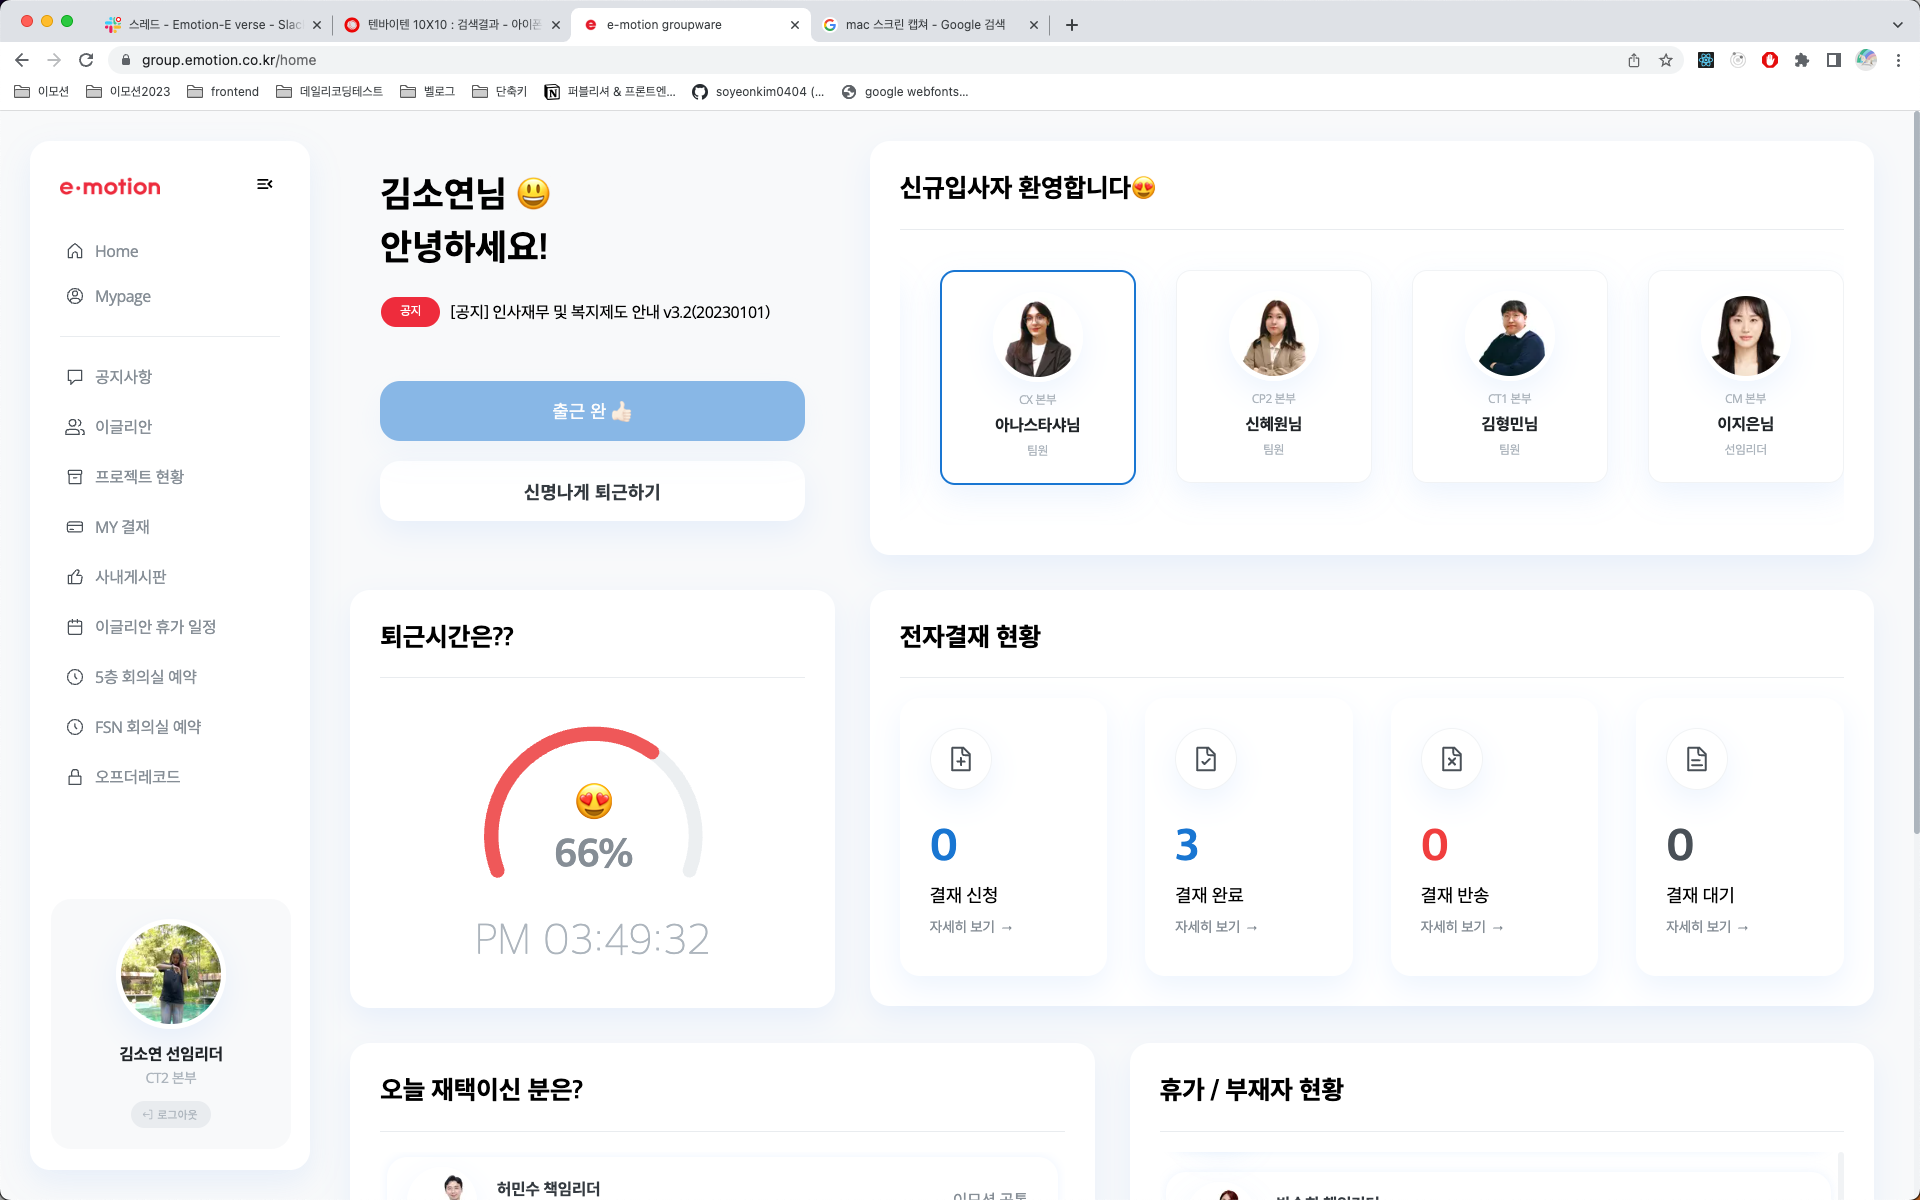 스레드 - Emotion-E verse - Slac
텐바이텐 10X10 : 검색결과 - 아이폰
e-motion groupware
mac 스크린 캡쳐 - Google 검색
group.emotion.co.kr/home
이모션
이모션2023
frontend
데일리코딩테스트
벨로그
단축키
퍼블리셔 & 프론트엔...
soyeonkim0404 (...
google webfonts...
e·motion
Home
Mypage
공지사항
이글리안
프로젝트 현황
MY 결재
사내게시판
이글리안 휴가 일정
5층 회의실 예약
FSN 회의실 예약
오프더레코드
김소연 선임리더
CT2 본부
로그아웃
김소연님 😃
안녕하세요!
공지 [공지] 인사재무 및 복지제도 안내 v3.2(20230101)
출근 완 👍🏻
신명나게 퇴근하기
신규입사자 환영합니다😍
CX 본부
아나스타샤님
팀원
CP2 본부
신혜원님
팀원
CT1 본부
김형민님
팀원
CM 본부
이지은님
선임리더
퇴근시간은??
😍
66%
PM 03:49:32
전자결재 현황
0
결재 신청
자세히 보기 →
3
결재 완료
자세히 보기 →
0
결재 반송
자세히 보기 →
0
결재 대기
자세히 보기 →
오늘 재택이신 분은?
허민수 책임리더
이모션 공통
휴가 / 부재자 현황